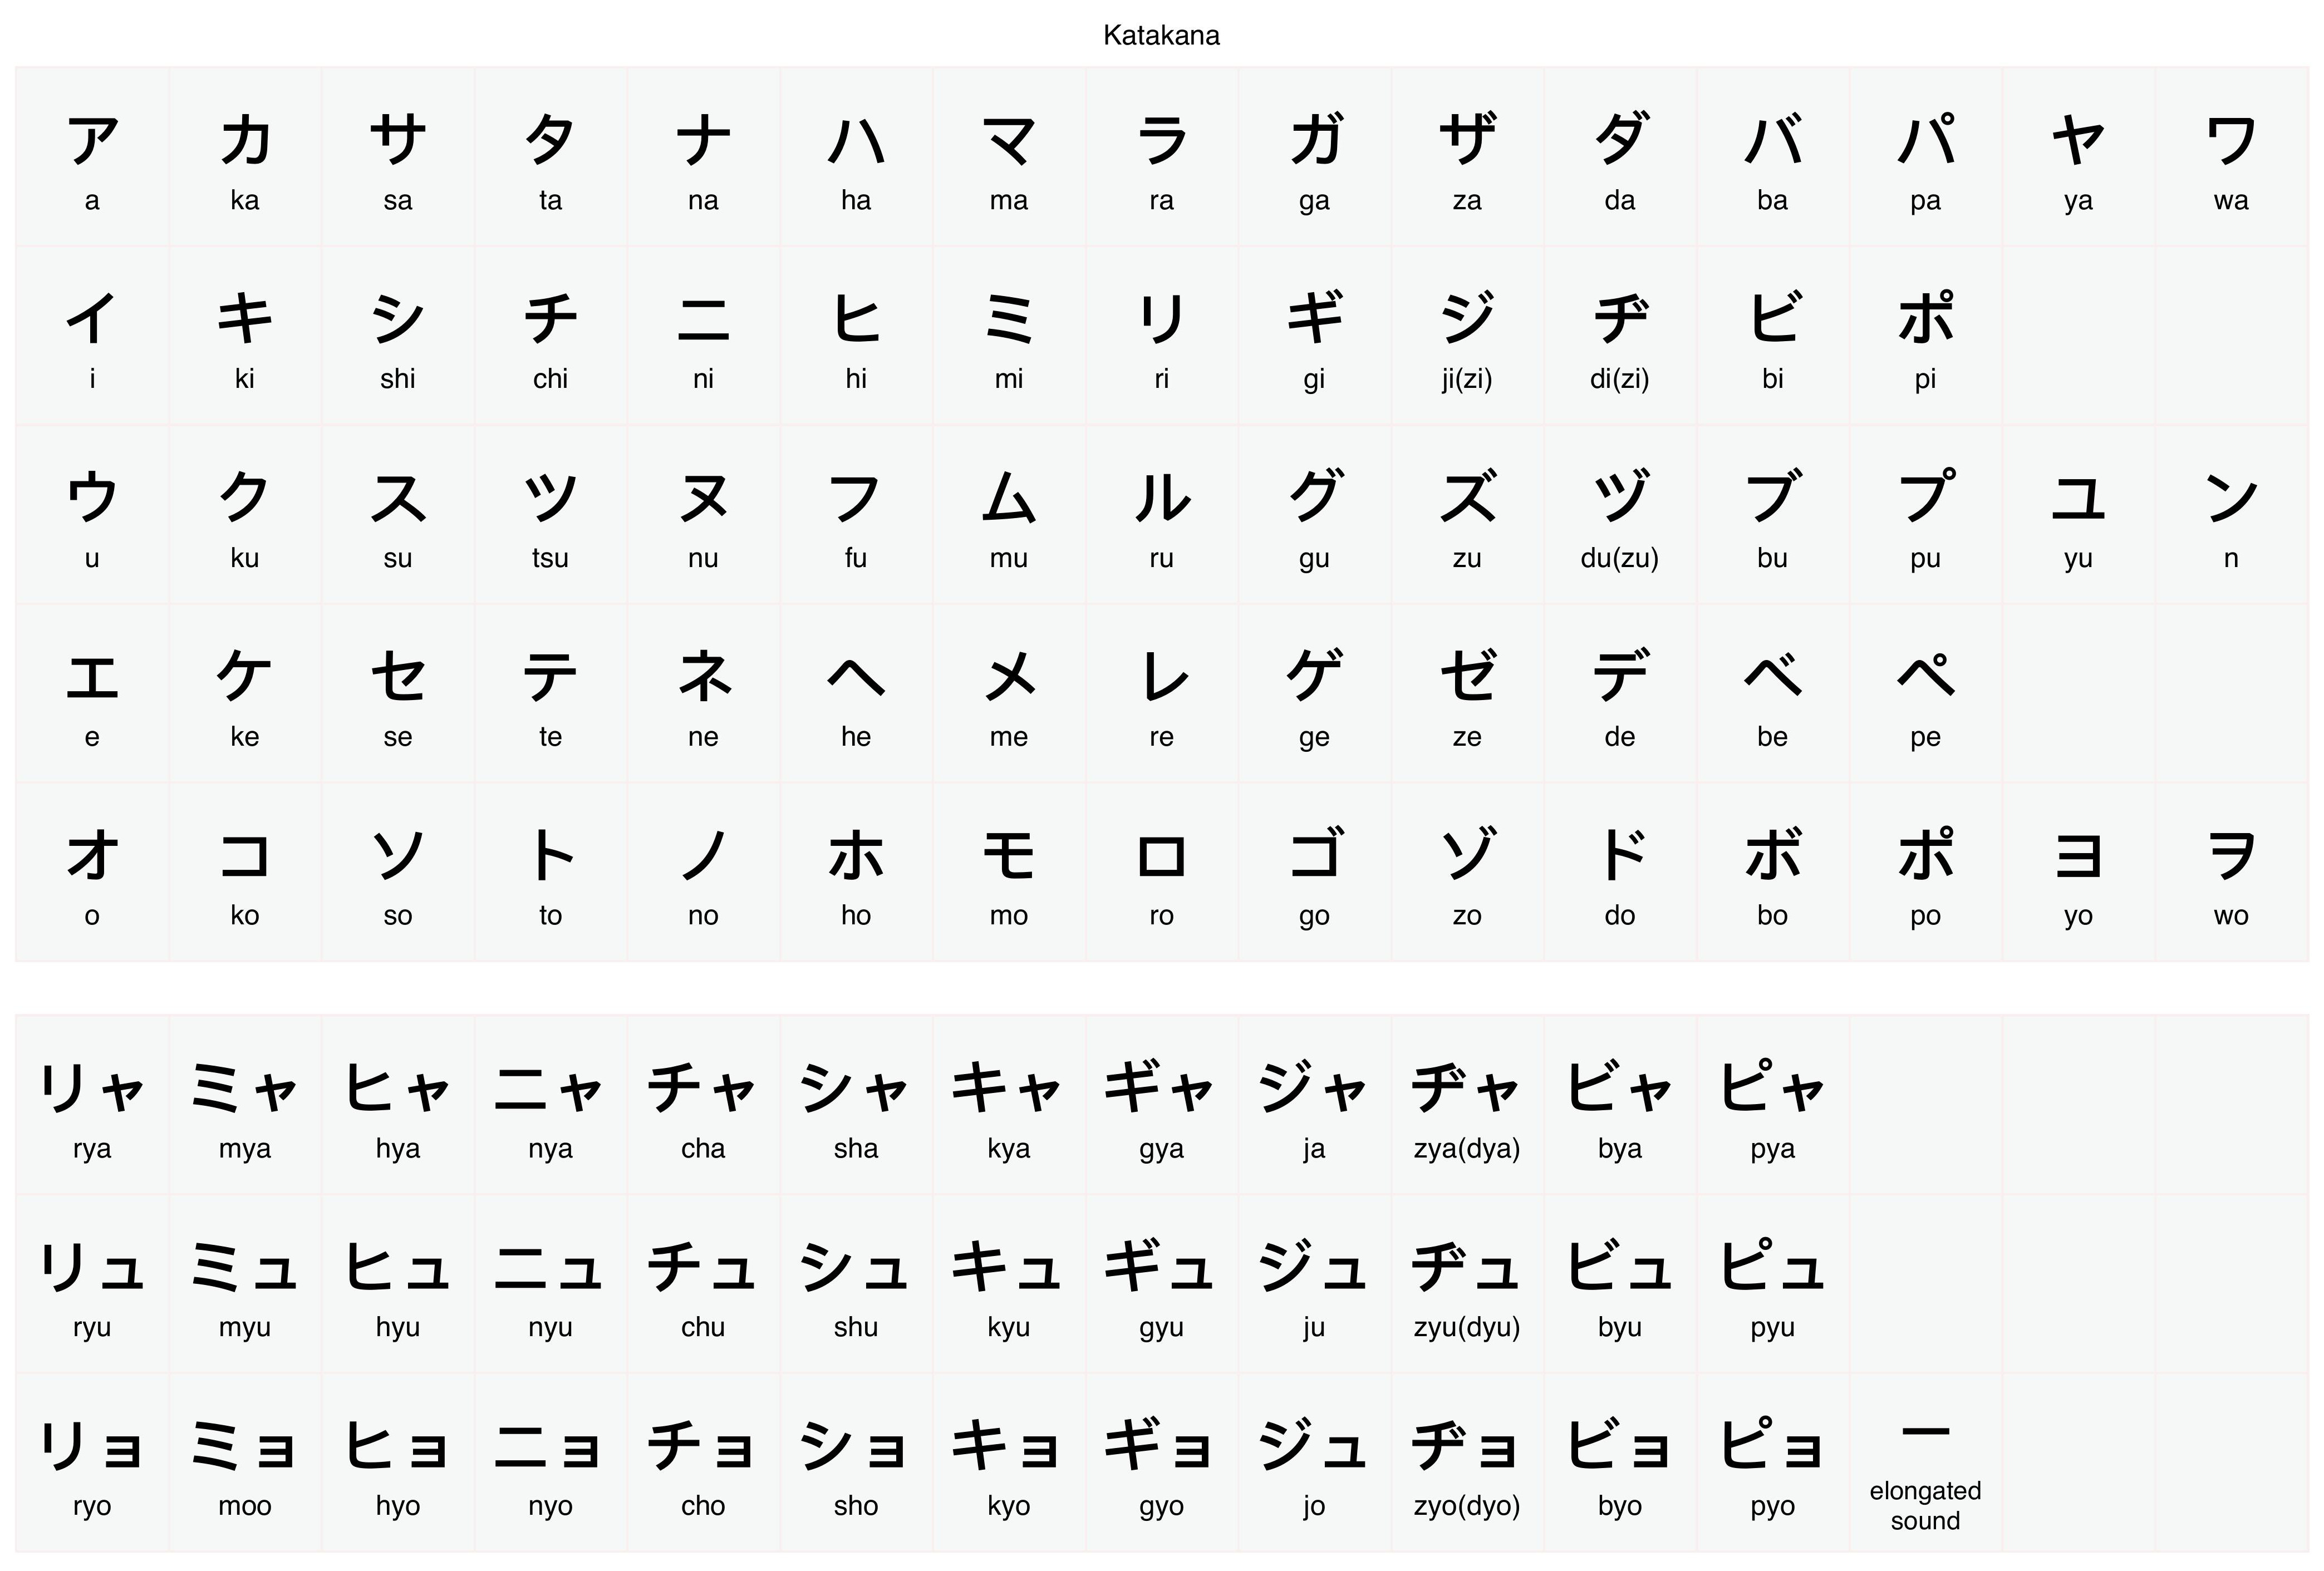 Katakana
ア カ サ タ ナ ハ マ ラ ガ ザ ダ バ パ ヤ ワ
a ka sa ta na ha ma ra ga za da ba pa ya wa
イ キ シ チ ニ ヒ ミ リ ギ ジ ヂ ビ ポ
i ki shi chi ni hi mi ri gi ji(zi) di(zi) bi pi
ウ ク ス ツ ヌ フ ム ル グ ズ ヅ ブ プ ユ ン
u ku su tsu nu fu mu ru gu zu du(zu) bu pu yu n
エ ケ セ テ ネ ヘ メ レ ゲ ゼ デ ベ ペ
e ke se te ne he me re ge ze de be pe
オ コ ソ ト ノ ホ モ ロ ゴ ゾ ド ボ ポ ヨ ヲ
o ko so to no ho mo ro go zo do bo po yo wo
リャ ミャ ヒャ ニャ チャ シャ キャ ギャ ジャ ヂャ ビャ ピャ
rya mya hya nya cha sha kya gya ja zya(dya) bya pya
リュ ミュ ヒュ ニュ チュ シュ キュ ギュ ジュ ヂュ ビュ ピュ
ryu myu hyu nyu chu shu kyu gyu ju zyu(dyu) byu pyu
リョ ミョ ヒョ ニョ チョ ショ キョ ギョ ジュ ヂョ ビョ ピョ ー
ryo moo hyo nyo cho sho kyo gyo jo zyo(dyo) byo pyo elongated
sound